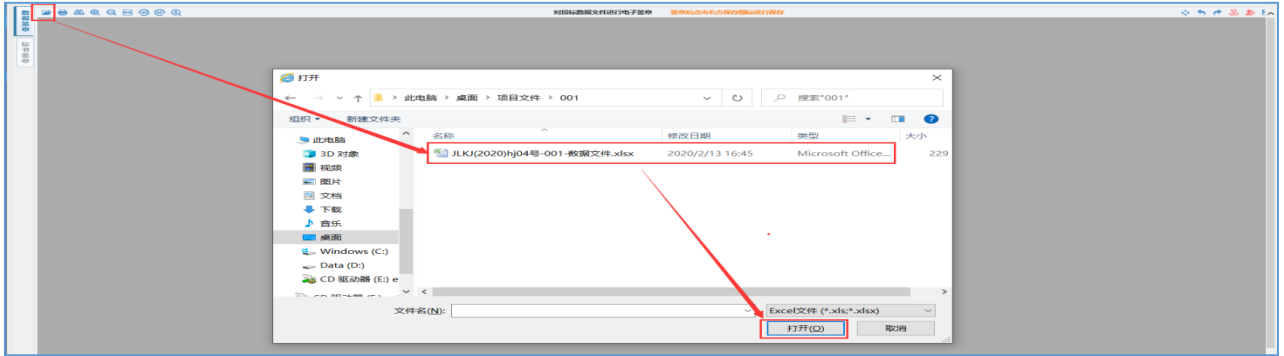 对投标数据文件进行电子签章 签章后点击右方保存图标进行保存
数据签章
标书签章
打开
此电脑 > 桌面 > 项目文件 > 001
搜索"001"
组织 新建文件夹
名称 修改日期 类型 大小
此电脑
JLKJ(2020)hj04号-001-数据文件.xlsx 2020/2/13 16:45 Microsoft Office... 229
3D 对象
视频
图片
文档
下载
音乐
桌面
Windows (C:)
Data (D:)
CD 驱动器 (E:) e
文件名(N): Excel文件 (*.xls;*.xlsx)
打开(O) 取消